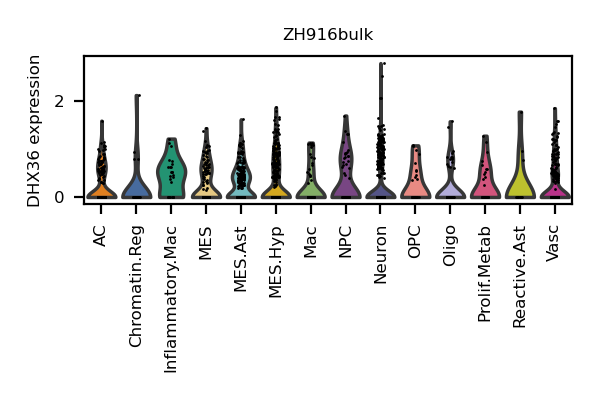 ZH916bulk
DHX36 expression
2
0
AC
Chromatin.Reg
Inflammatory.Mac
MES
MES.Ast
MES.Hyp
Mac
NPC
Neuron
OPC
Oligo
Prolif.Metab
Reactive.Ast
Vasc